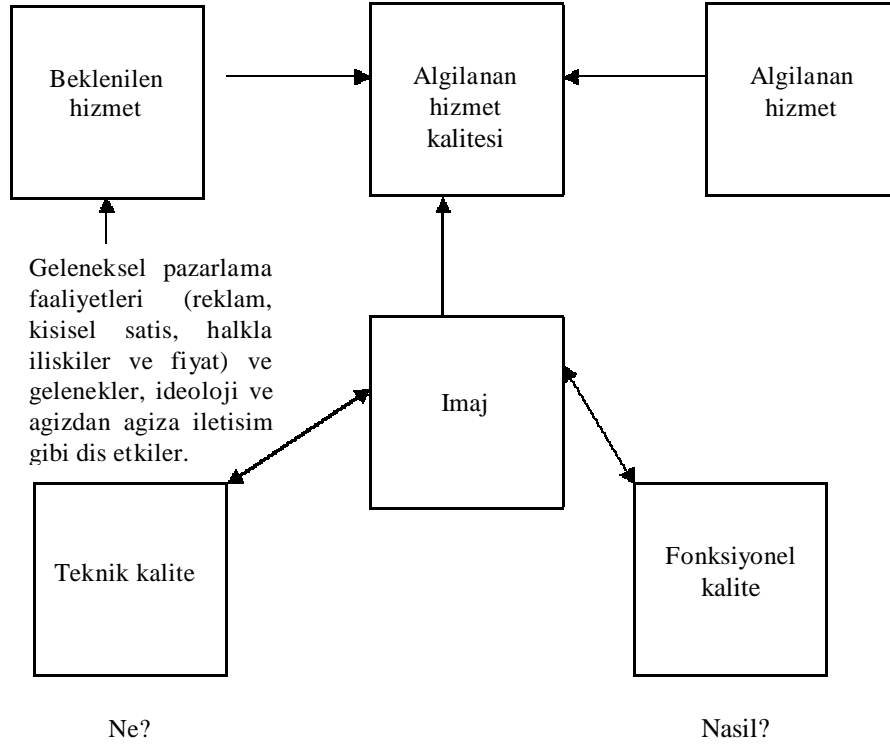 Beklenilen
hizmet
Algilanan
hizmet
kalitesi
Algilanan
hizmet
Geleneksel pazarlama
faaliyetleri (reklam,
kisisel satis, halkla
iliskiler ve fiyat) ve
gelenekler, ideoloji ve
agizdan agiza iletisim
gibi dis etkiler.
Imaj
Teknik kalite
Fonksiyonel
kalite
Ne?
Nasil?